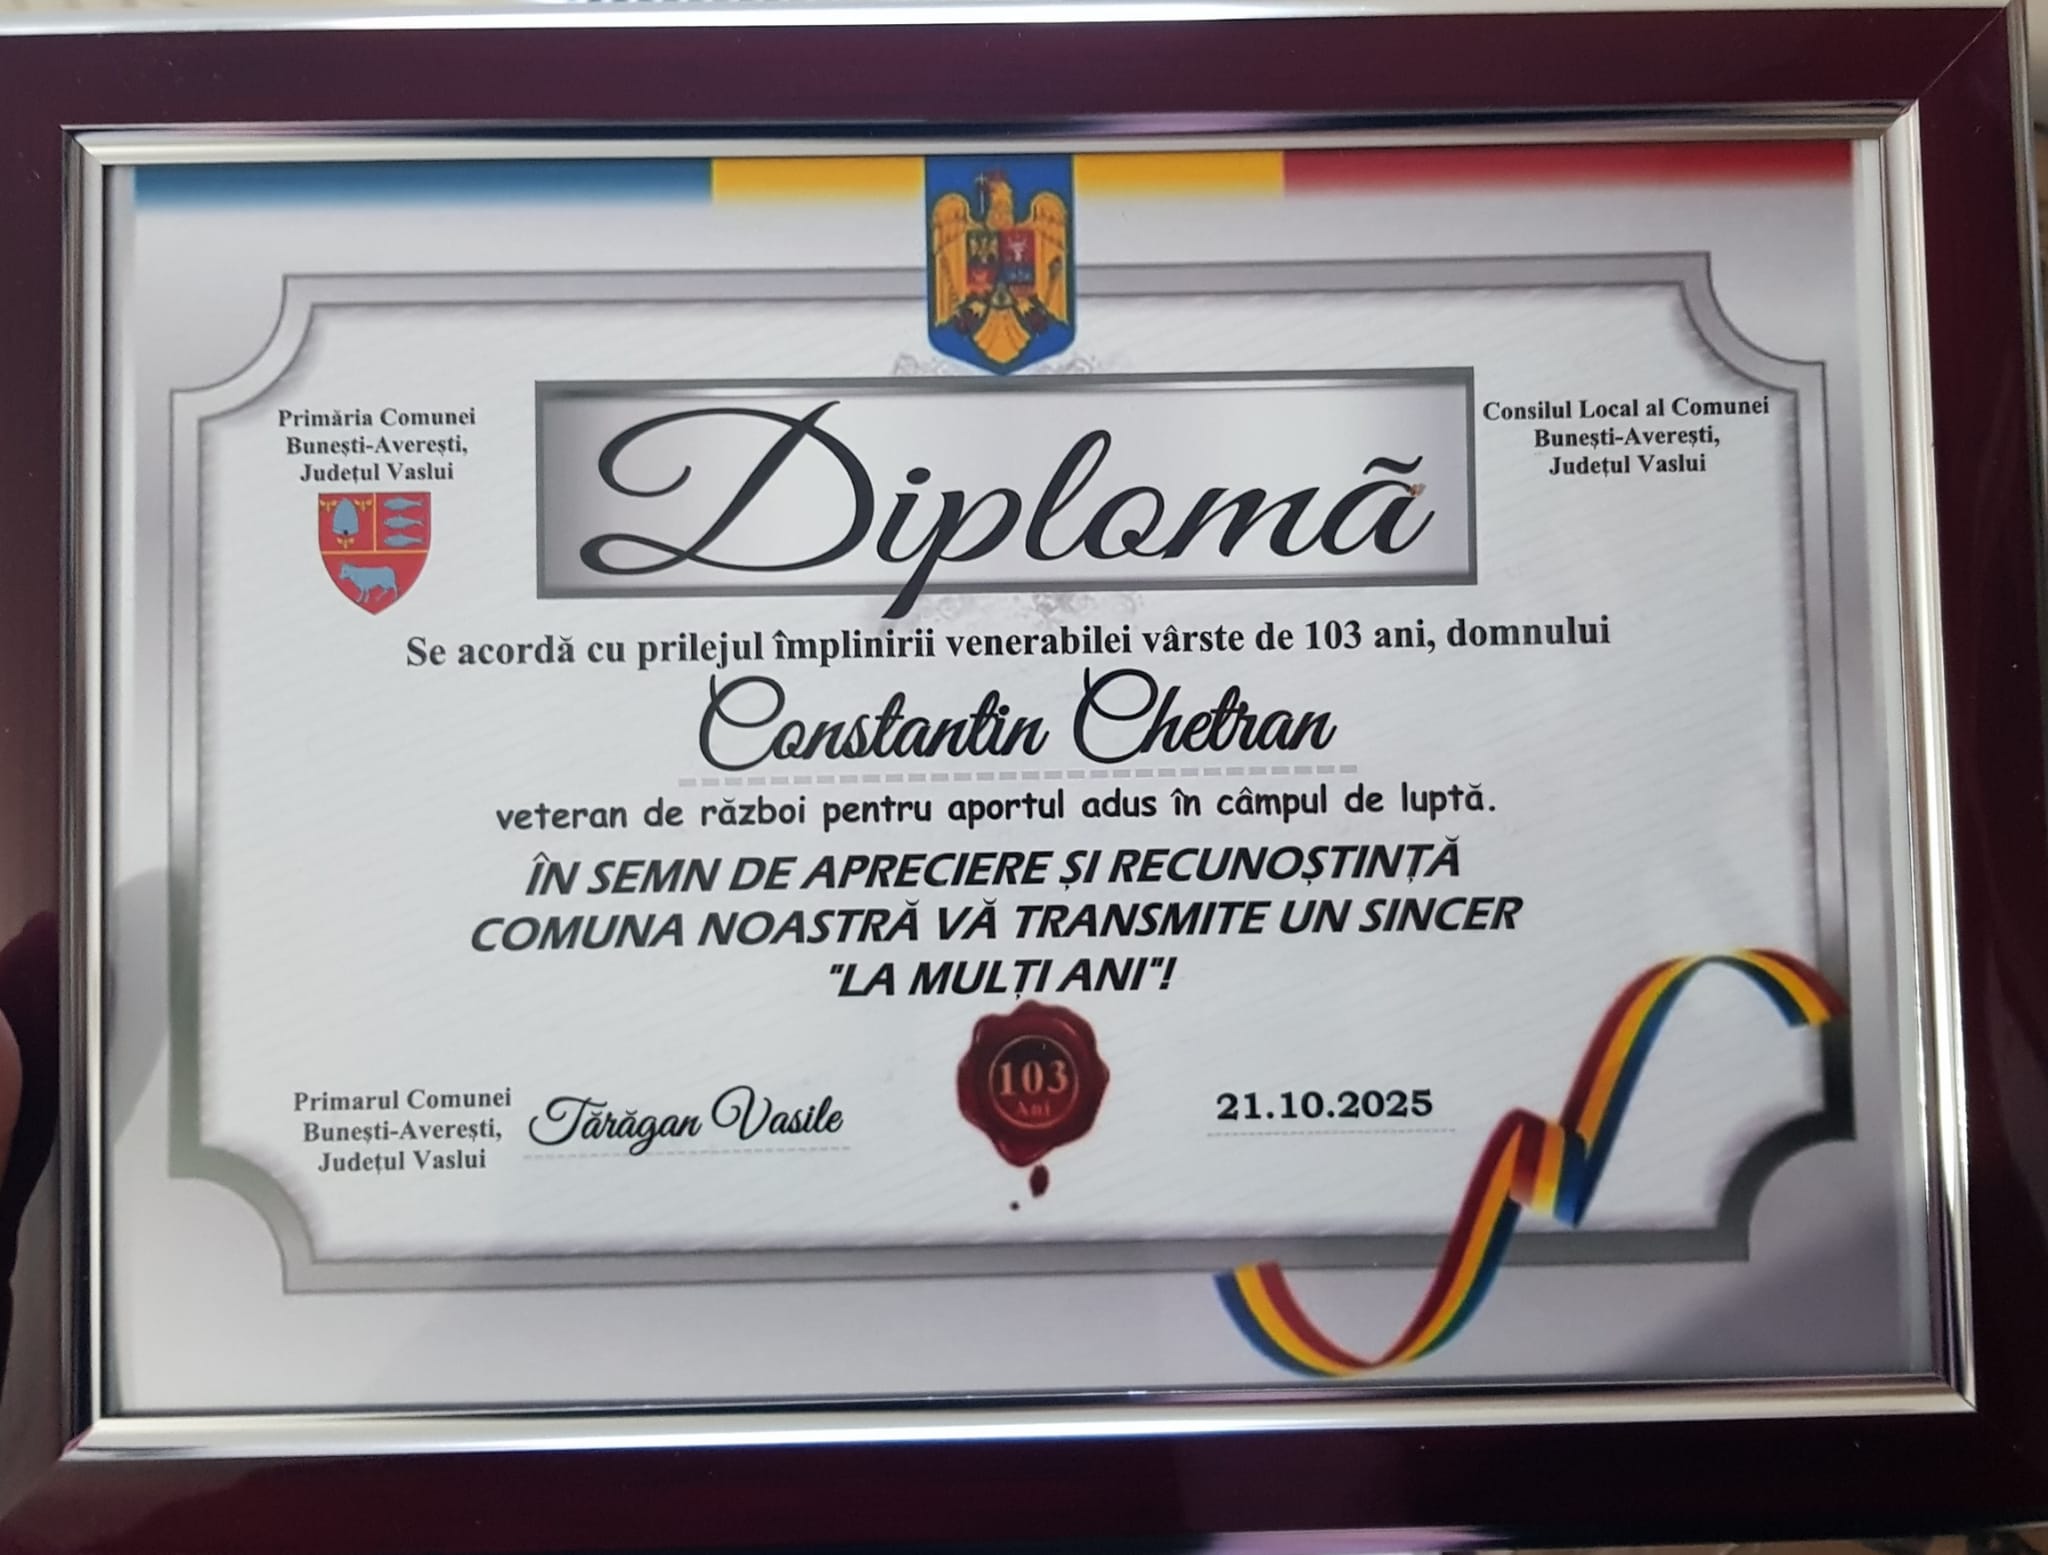 Primăria Comunei
Bunești-Averești,
Județul Vaslui
Diplomă
Consilul Local al Comunei
Bunești-Averești,
Județul Vaslui
Se acordă cu prilejul împlinirii venerabilei vârste de 103 ani, domnului
Constantin Chetran
veteran de război pentru aportul adus în câmpul de luptă.
ÎN SEMN DE APRECIERE ȘI RECUNOȘTINȚĂ
COMUNA NOASTRĂ VĂ TRANSMITE UN SINCER
"LA MULȚI ANI"!
Primarul Comunei
Bunești-Averești,
Județul Vaslui
Tărăgan Vasile
103
Ani
21.10.2025